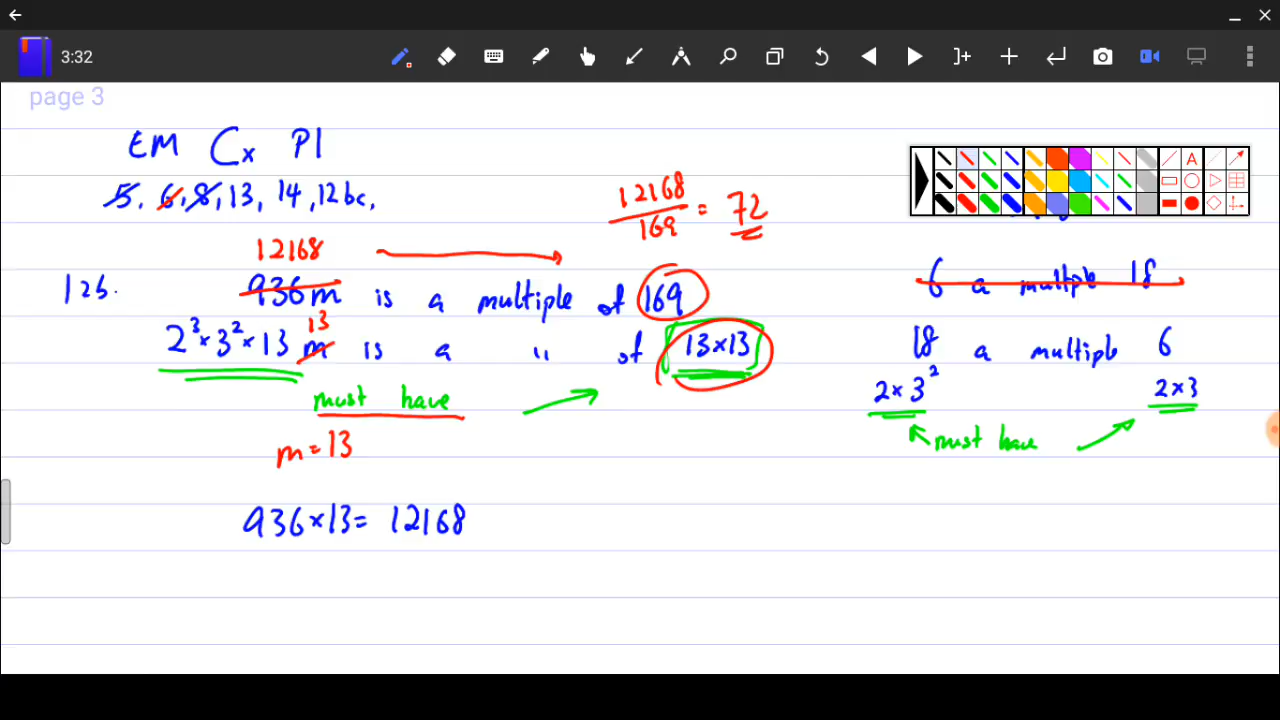 3:32
page 3
EM Cx P1
5, 6, 8, 13, 14, 12bc,
12168/169 = 72
12168
12b. 936m is a multiple of 169
13
2³×3²×13 m is a " of 13×13
must have
m=13
936×13= 12168
6 a multiple 18
18 a multiple 6
2×3² 2×3
must have